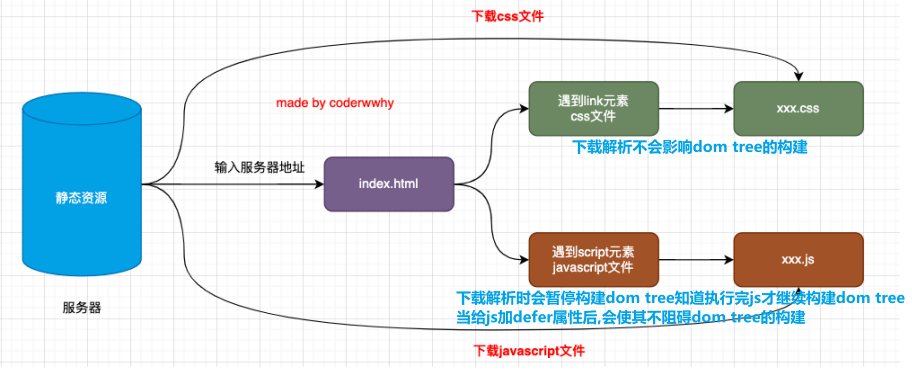 下载css文件
made by coderwwhy
遇到link元素
css文件
xxx.css
下载解析不会影响dom tree的构建
输入服务器地址
静态资源
index.html
遇到script元素
javascript文件
xxx.js
服务器
下载解析时会暂停构建dom tree知道执行完js才继续构建dom tree
当给js加defer属性后,会使其不阻碍dom tree的构建
下载javascript文件